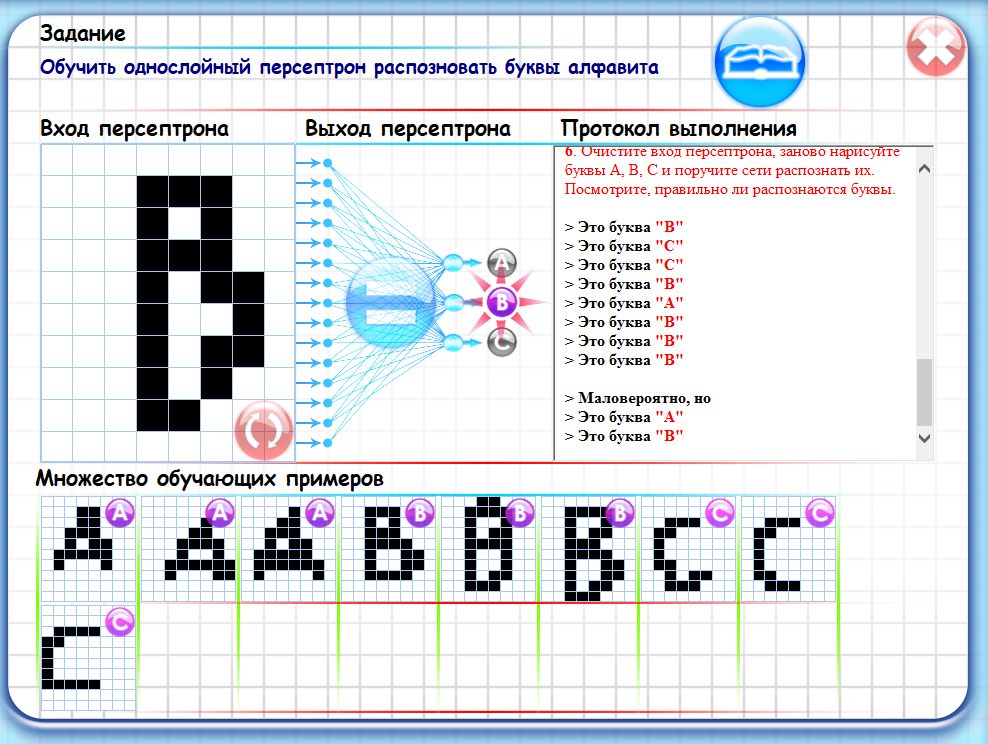 Задание
Обучить однослойный персептрон распозновать буквы алфавита
Вход персептрона
Выход персептрона
Протокол выполнения
6. Очистите вход персептрона, заново нарисуйте
буквы A, B, C и поручите сети распознать их.
Посмотрите, правильно ли распознаются буквы.
> Это буква "B"
> Это буква "C"
> Это буква "C"
> Это буква "B"
> Это буква "A"
> Это буква "B"
> Это буква "B"
> Это буква "B"
> Маловероятно, но
> Это буква "A"
> Это буква "B"
A
B
C
Множество обучающих примеров
A A A B B B C C
C